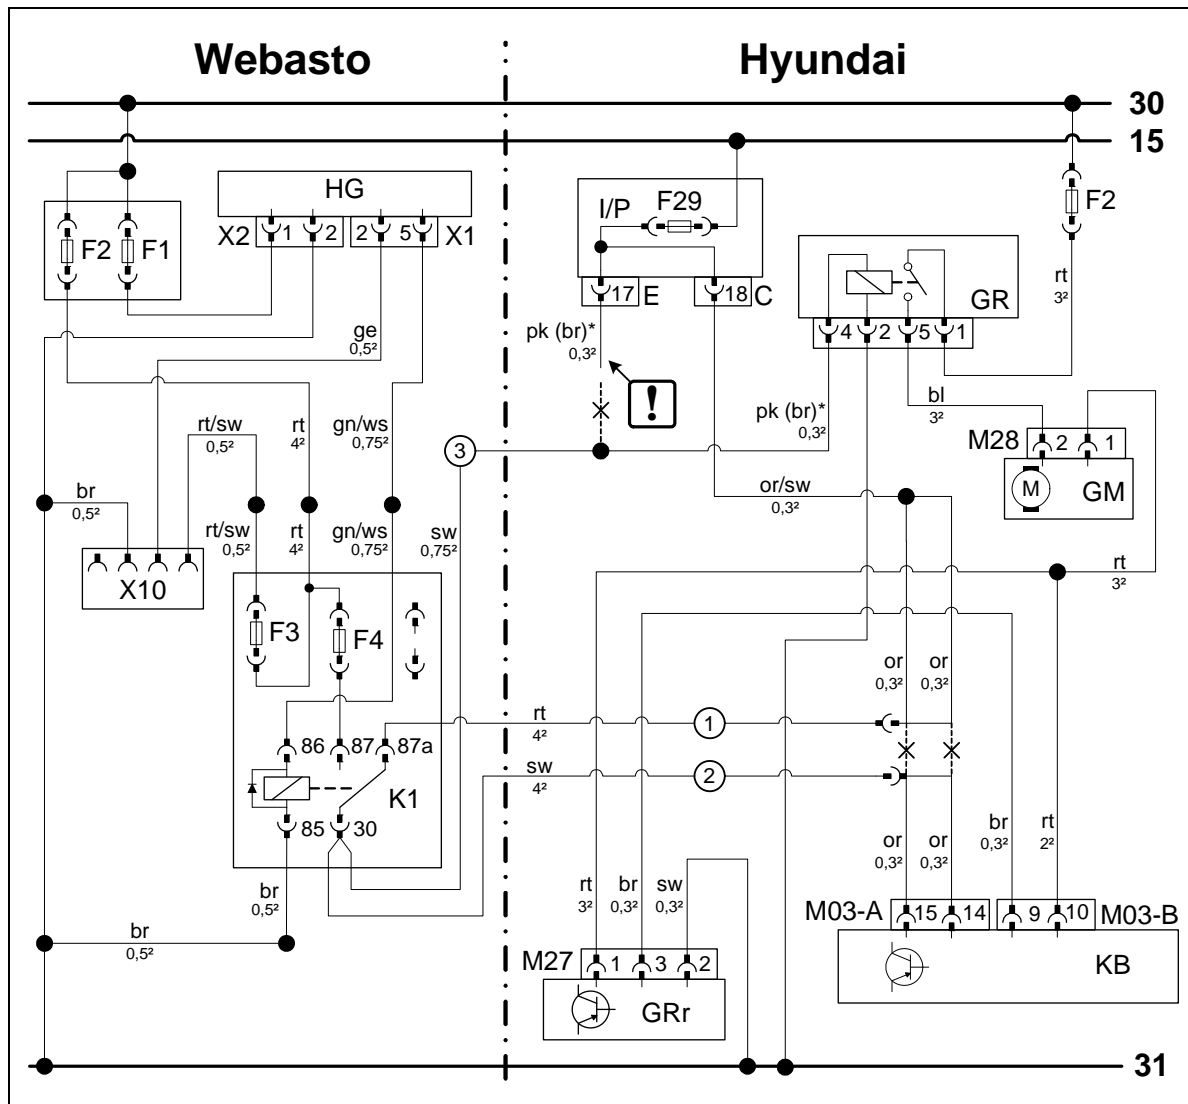 Webasto
Hyundai
30
15
HG
I/P
F29
F2
X2
1
2
2
5
X1
F2
F1
rt
3²
GR
17
E
18
C
4
2
5
1
pk (br)*
0,3²
!
ge
0,5²
bl
3²
rt/sw
0,5²
rt
4²
gn/ws
0,75²
pk (br)*
0,3²
M28
2
1
3
M
GM
or/sw
0,3²
br
0,5²
rt/sw
0,5²
rt
4²
gn/ws
0,75²
sw
0,75²
X10
rt
3²
F3
F4
or
0,3²
or
0,3²
rt
4²
1
86
87
87a
sw
4²
2
K1
85
30
or
0,3²
or
0,3²
br
0,3²
rt
2²
br
0,5²
rt
3²
br
0,3²
sw
0,3²
M03-A
15
14
9
10
M03-B
br
0,5²
M27
1
3
2
KB
GRr
31